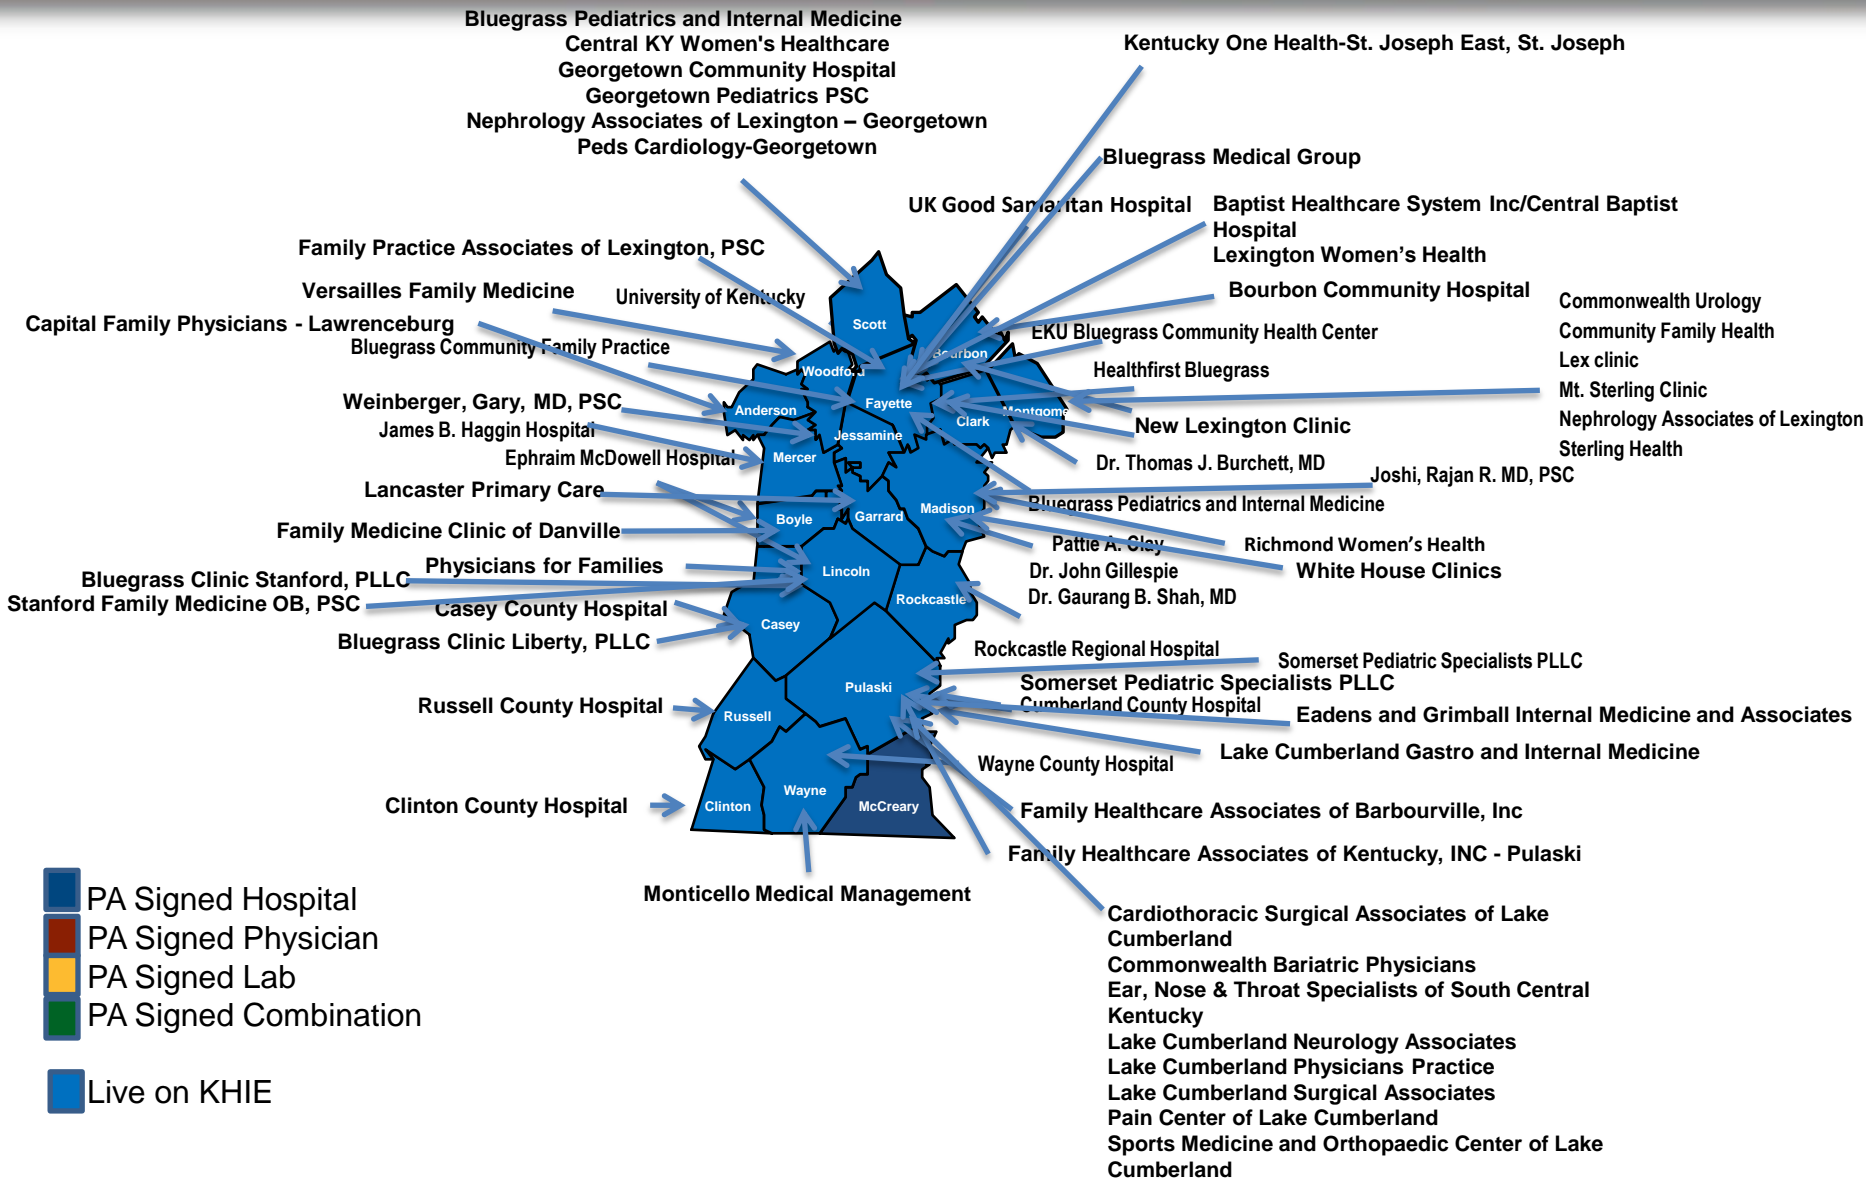 Bluegrass Pediatrics and Internal Medicine
Central KY Women's Healthcare
Georgetown Community Hospital
Georgetown Pediatrics PSC
Nephrology Associates of Lexington – Georgetown
Peds Cardiology-Georgetown
Kentucky One Health-St. Joseph East, St. Joseph
Bluegrass Medical Group
UK Good Samaritan Hospital
Baptist Healthcare System Inc/Central Baptist
Hospital
Lexington Women’s Health
Family Practice Associates of Lexington, PSC
Versailles Family Medicine
University of Kentucky
Bourbon Community Hospital
Capital Family Physicians - Lawrenceburg
Bluegrass Community Family Practice
EKU Bluegrass Community Health Center
Healthfirst Bluegrass
Commonwealth Urology
Community Family Health
Lex clinic
Mt. Sterling Clinic
Nephrology Associates of Lexington
Sterling Health
Weinberger, Gary, MD, PSC
James B. Haggin Hospital
Ephraim McDowell Hospital
New Lexington Clinic
Dr. Thomas J. Burchett, MD
Joshi, Rajan R. MD, PSC
Lancaster Primary Care
Bluegrass Pediatrics and Internal Medicine
Family Medicine Clinic of Danville
Pattie A. Clay
Richmond Women’s Health
Physicians for Families
Dr. John Gillespie
White House Clinics
Bluegrass Clinic Stanford, PLLC
Stanford Family Medicine OB, PSC
Dr. Gaurang B. Shah, MD
Casey County Hospital
Bluegrass Clinic Liberty, PLLC
Rockcastle Regional Hospital
Somerset Pediatric Specialists PLLC
Somerset Pediatric Specialists PLLC
Cumberland County Hospital
Russell County Hospital
Eadens and Grimball Internal Medicine and Associates
Lake Cumberland Gastro and Internal Medicine
Wayne County Hospital
Clinton County Hospital
Family Healthcare Associates of Barbourville, Inc
Family Healthcare Associates of Kentucky, INC - Pulaski
Monticello Medical Management
Cardiothoracic Surgical Associates of Lake
Cumberland
Commonwealth Bariatric Physicians
Ear, Nose & Throat Specialists of South Central
Kentucky
Lake Cumberland Neurology Associates
Lake Cumberland Physicians Practice
Lake Cumberland Surgical Associates
Pain Center of Lake Cumberland
Sports Medicine and Orthopaedic Center of Lake
Cumberland
Scott
Bourbon
Woodford
Anderson
Fayette
Clark
Montgome
Jessamine
Mercer
Boyle
Garrard
Madison
Lincoln
Rockcastle
Casey
Pulaski
Russell
Wayne
Clinton
McCreary
PA Signed Hospital
PA Signed Physician
PA Signed Lab
PA Signed Combination
Live on KHIE